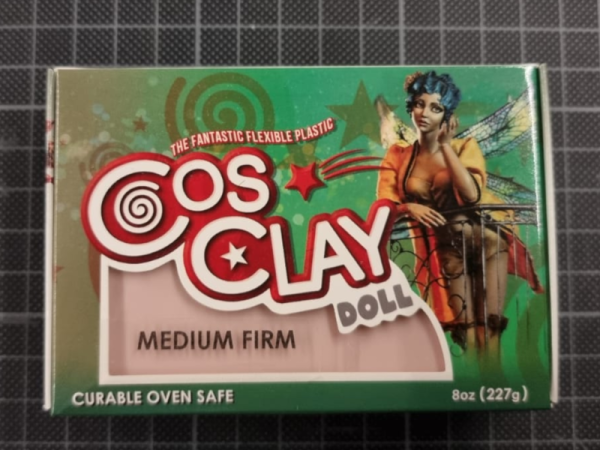 THE FANTASTIC FLEXIBLE PLASTIC
COS
CLAY
DOLL
MEDIUM FIRM
CURABLE OVEN SAFE
8oz (227g)